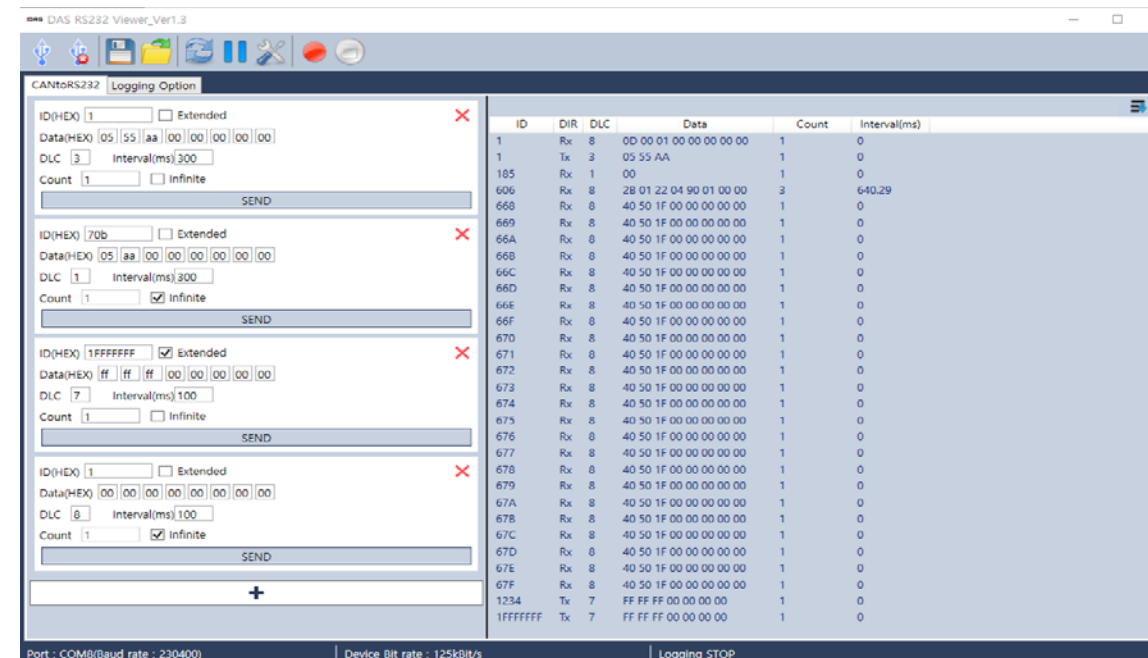 DAS DAS RS232 Viewer_Ver1.3
CANtoRS232 Logging Option
ID(HEX) 1 Extended
Data(HEX) 05 55 aa 00 00 00 00 00
DLC 3 Interval(ms) 300
Count 1 Infinite
SEND
ID(HEX) 70b Extended
Data(HEX) 05 aa 00 00 00 00 00 00
DLC 1 Interval(ms) 300
Count 1 Infinite
SEND
ID(HEX) 1FFFFFFF Extended
Data(HEX) ff ff ff 00 00 00 00 00
DLC 7 Interval(ms) 100
Count 1 Infinite
SEND
ID(HEX) 1 Extended
Data(HEX) 00 00 00 00 00 00 00 00
DLC 8 Interval(ms) 100
Count 1 Infinite
SEND
+
ID DIR DLC Data Count Interval(ms)
1 Rx 8 0D 00 01 00 00 00 00 00 1 0
1 Tx 3 05 55 AA 1 0
185 Rx 1 00 1 0
606 Rx 8 2B 01 22 04 90 01 00 00 3 640.29
668 Rx 8 40 50 1F 00 00 00 00 00 1 0
669 Rx 8 40 50 1F 00 00 00 00 00 1 0
66A Rx 8 40 50 1F 00 00 00 00 00 1 0
66B Rx 8 40 50 1F 00 00 00 00 00 1 0
66C Rx 8 40 50 1F 00 00 00 00 00 1 0
66D Rx 8 40 50 1F 00 00 00 00 00 1 0
66E Rx 8 40 50 1F 00 00 00 00 00 1 0
66F Rx 8 40 50 1F 00 00 00 00 00 1 0
670 Rx 8 40 50 1F 00 00 00 00 00 1 0
671 Rx 8 40 50 1F 00 00 00 00 00 1 0
672 Rx 8 40 50 1F 00 00 00 00 00 1 0
673 Rx 8 40 50 1F 00 00 00 00 00 1 0
674 Rx 8 40 50 1F 00 00 00 00 00 1 0
675 Rx 8 40 50 1F 00 00 00 00 00 1 0
676 Rx 8 40 50 1F 00 00 00 00 00 1 0
677 Rx 8 40 50 1F 00 00 00 00 00 1 0
678 Rx 8 40 50 1F 00 00 00 00 00 1 0
679 Rx 8 40 50 1F 00 00 00 00 00 1 0
67A Rx 8 40 50 1F 00 00 00 00 00 1 0
67B Rx 8 40 50 1F 00 00 00 00 00 1 0
67C Rx 8 40 50 1F 00 00 00 00 00 1 0
67D Rx 8 40 50 1F 00 00 00 00 00 1 0
67E Rx 8 40 50 1F 00 00 00 00 00 1 0
67F Rx 8 40 50 1F 00 00 00 00 00 1 0
1234 Tx 7 FF FF FF 00 00 00 00 1 0
1FFFFFFF Tx 7 FF FF FF 00 00 00 00 1 0
Port : COM8(Baud rate : 230400) Device Bit rate : 125kBit/s Logging STOP